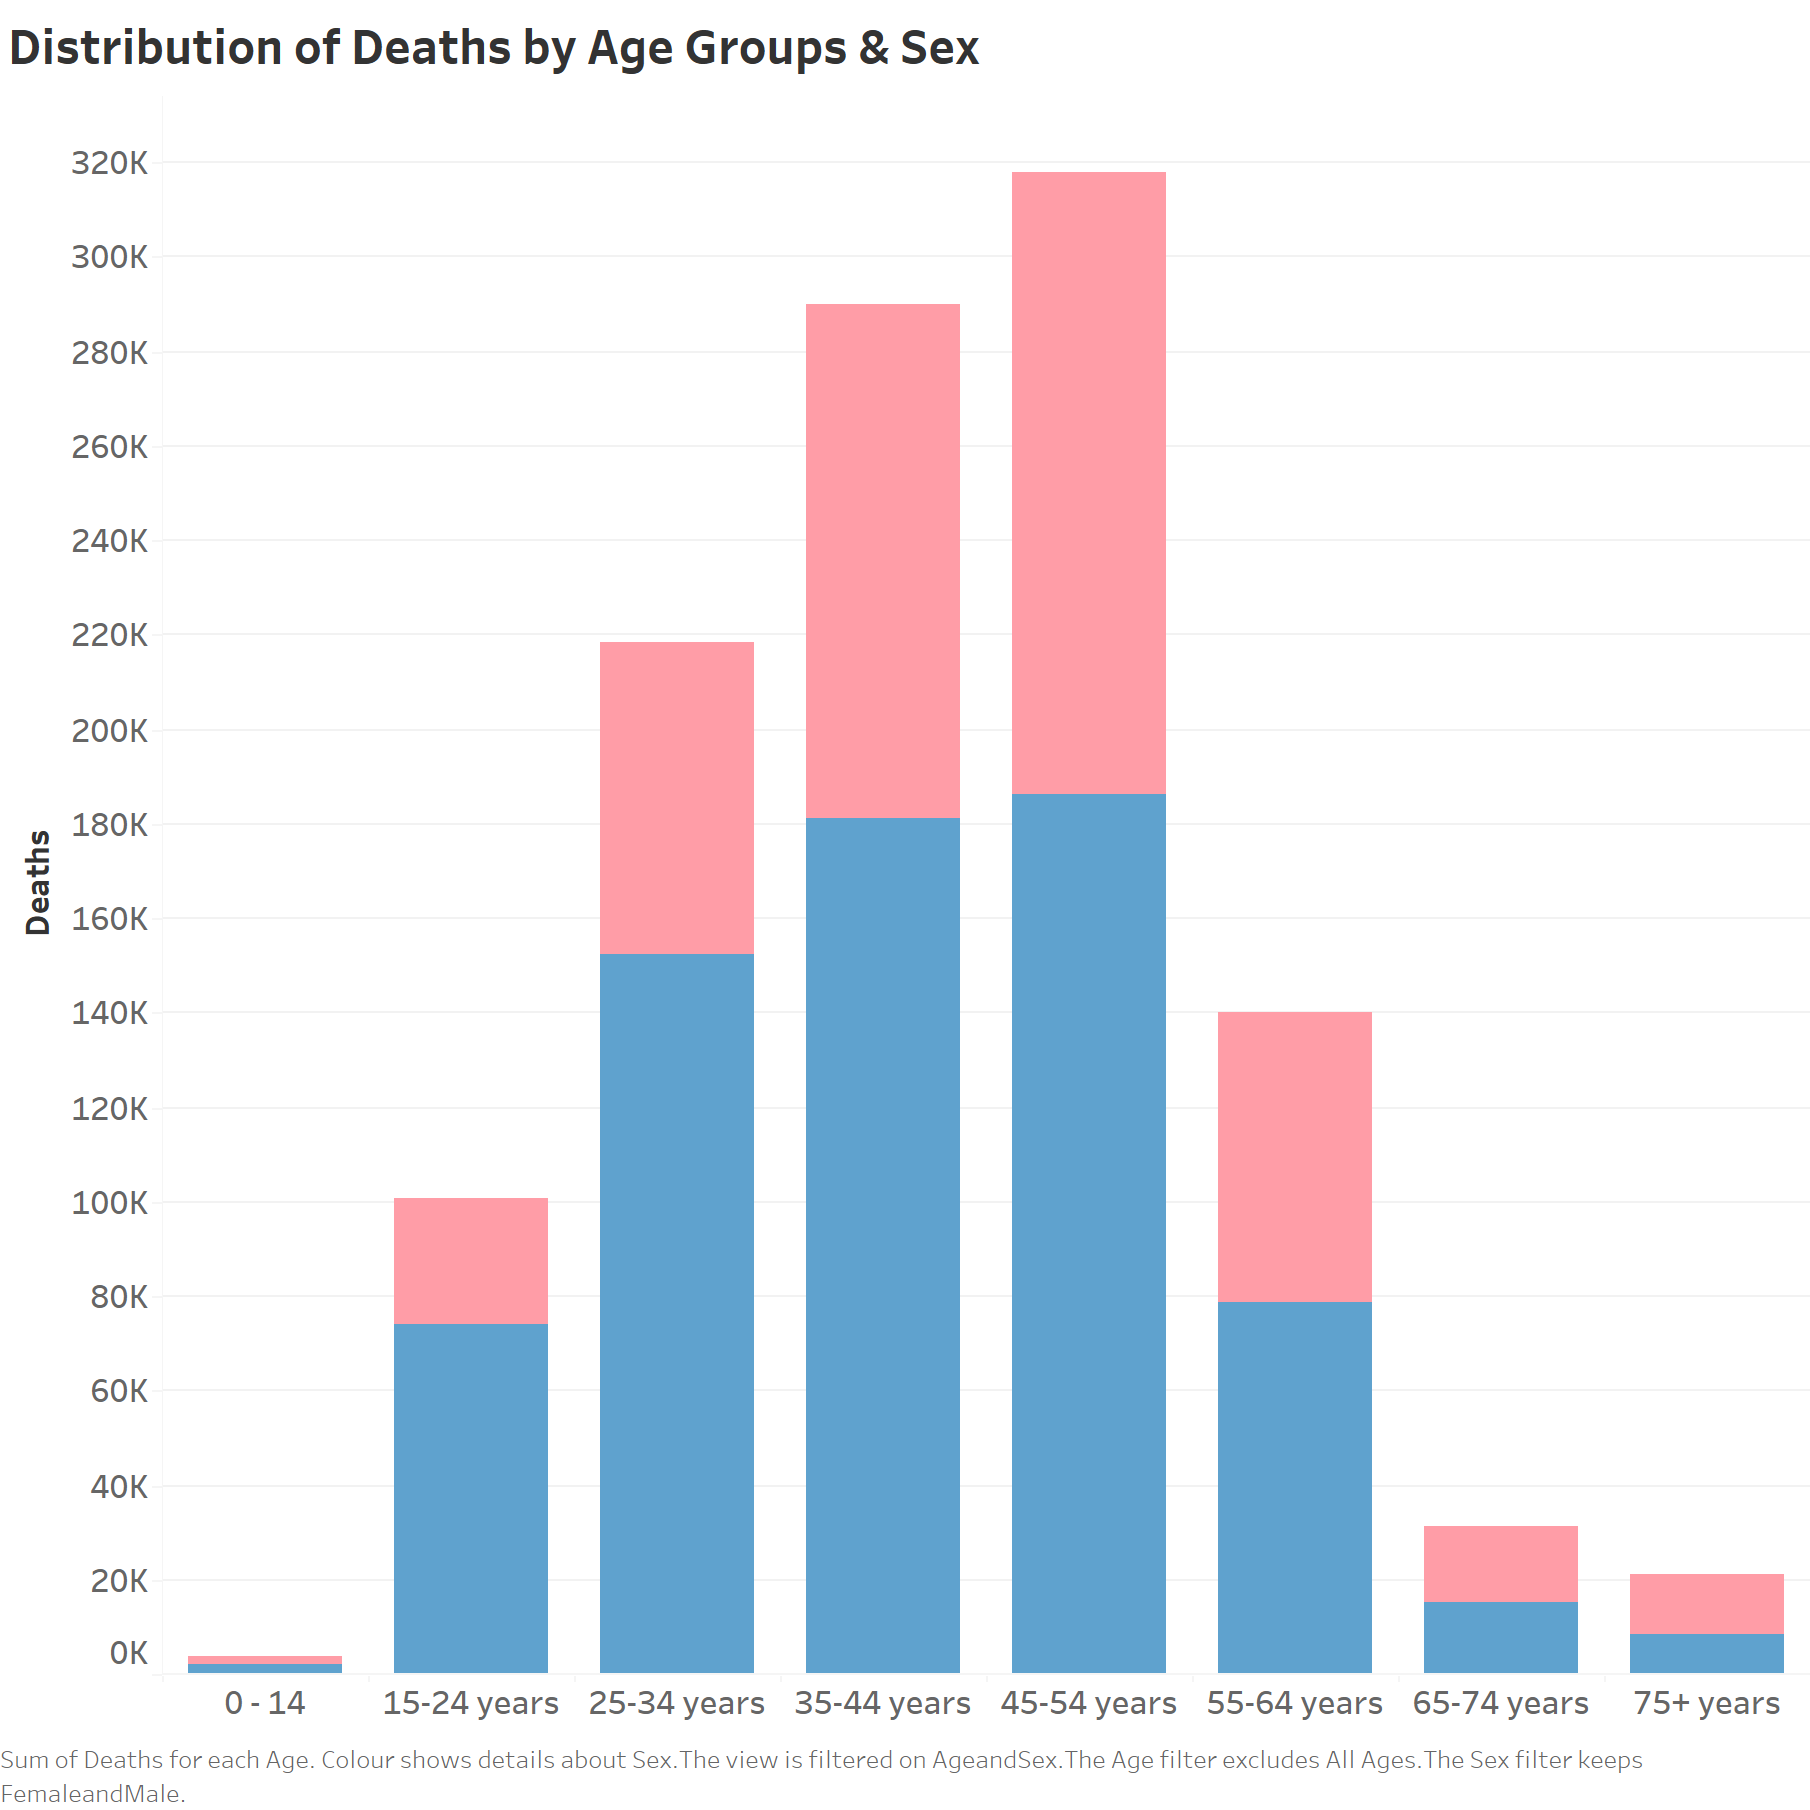 Distribution of Deaths by Age Groups & Sex
320K
300K
280K
260K
240K
220K
200K
180K
160K
140K
120K
100K
80K
60K
40K
20K
0K
Deaths
0 - 14
15-24 years
25-34 years
35-44 years
45-54 years
55-64 years
65-74 years
75+ years
Sum of Deaths for each Age. Colour shows details about Sex.The view is filtered on AgeandSex.The Age filter excludes All Ages.The Sex filter keeps
FemaleandMale.